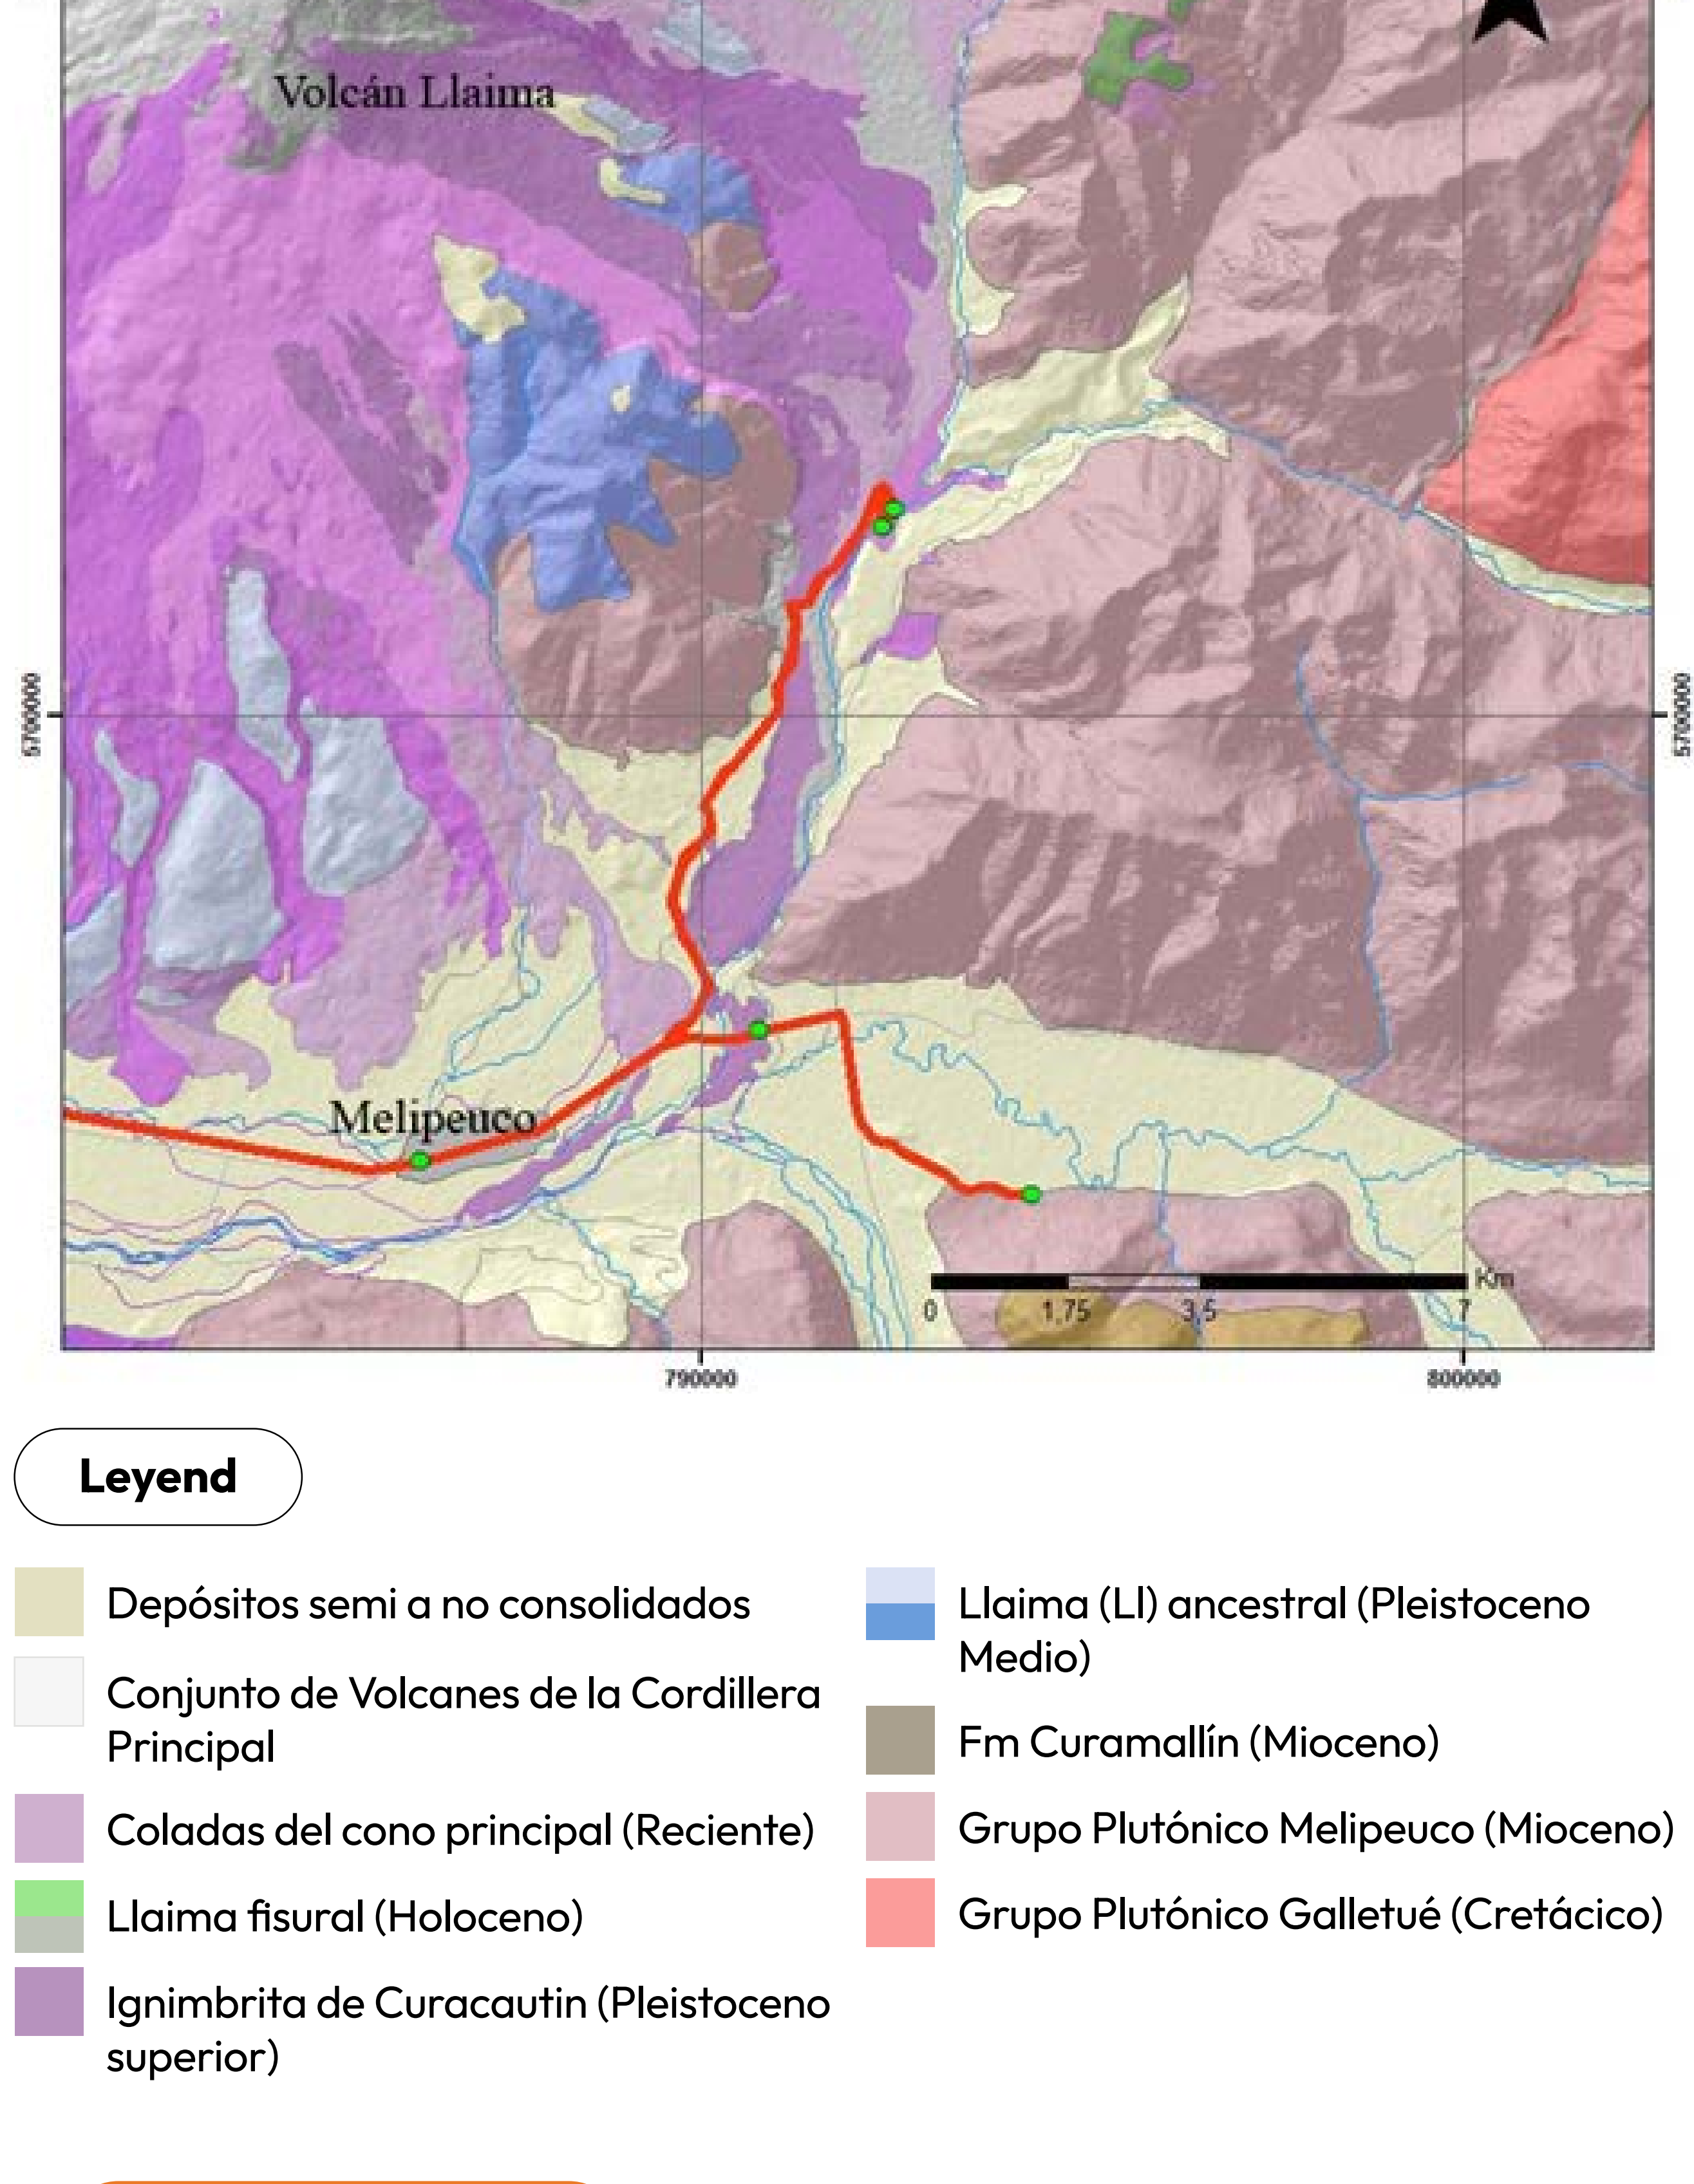 Volcán Llaima
5700000
5700000
Melipeuco
Km
0 1,75 3,5 7
790000 800000
Leyend
Depósitos semi a no consolidados
Conjunto de Volcanes de la Cordillera
Principal
Coladas del cono principal (Reciente)
Llaima fisural (Holoceno)
Ignimbrita de Curacautin (Pleistoceno
superior)
Llaima (Ll) ancestral (Pleistoceno
Medio)
Fm Curamallín (Mioceno)
Grupo Plutónico Melipeuco (Mioceno)
Grupo Plutónico Galletué (Cretácico)